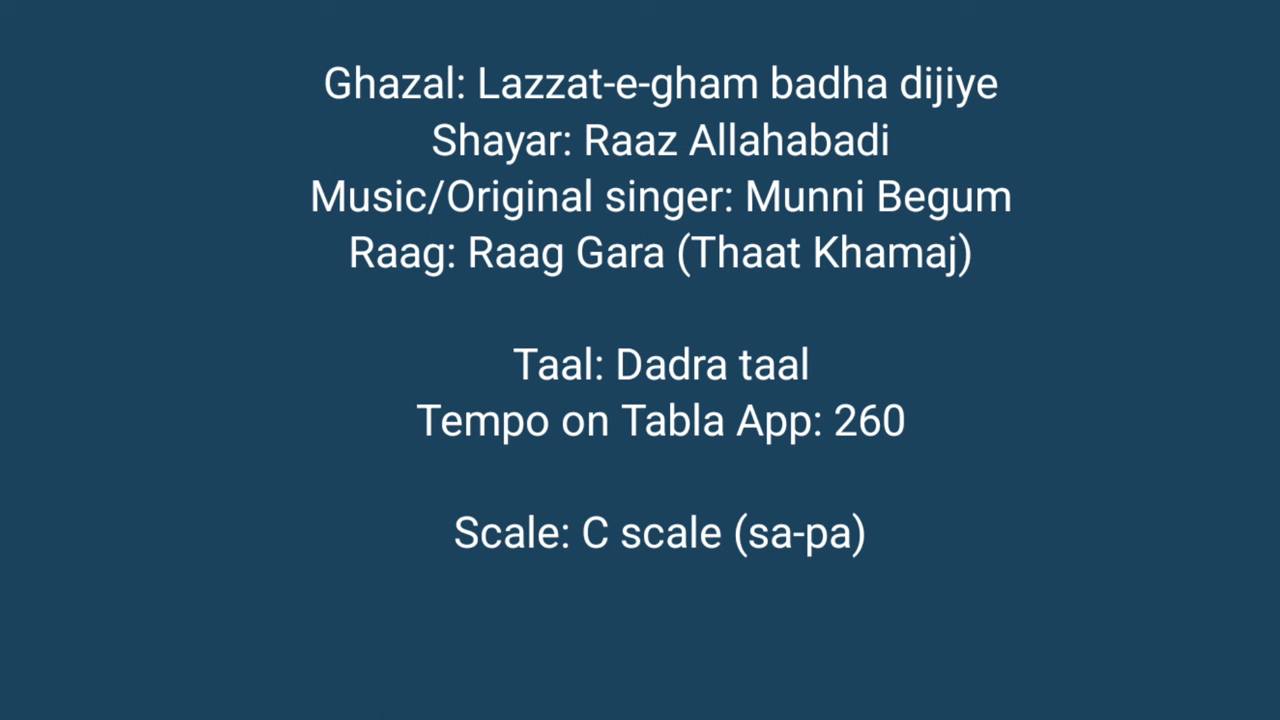 Ghazal: Lazzat-e-gham badha dijiye
Shayar: Raaz Allahabadi
Music/Original singer: Munni Begum
Raag: Raag Gara (Thaat Khamaj)
Taal: Dadra taal
Tempo on Tabla App: 260
Scale: C scale (sa-pa)